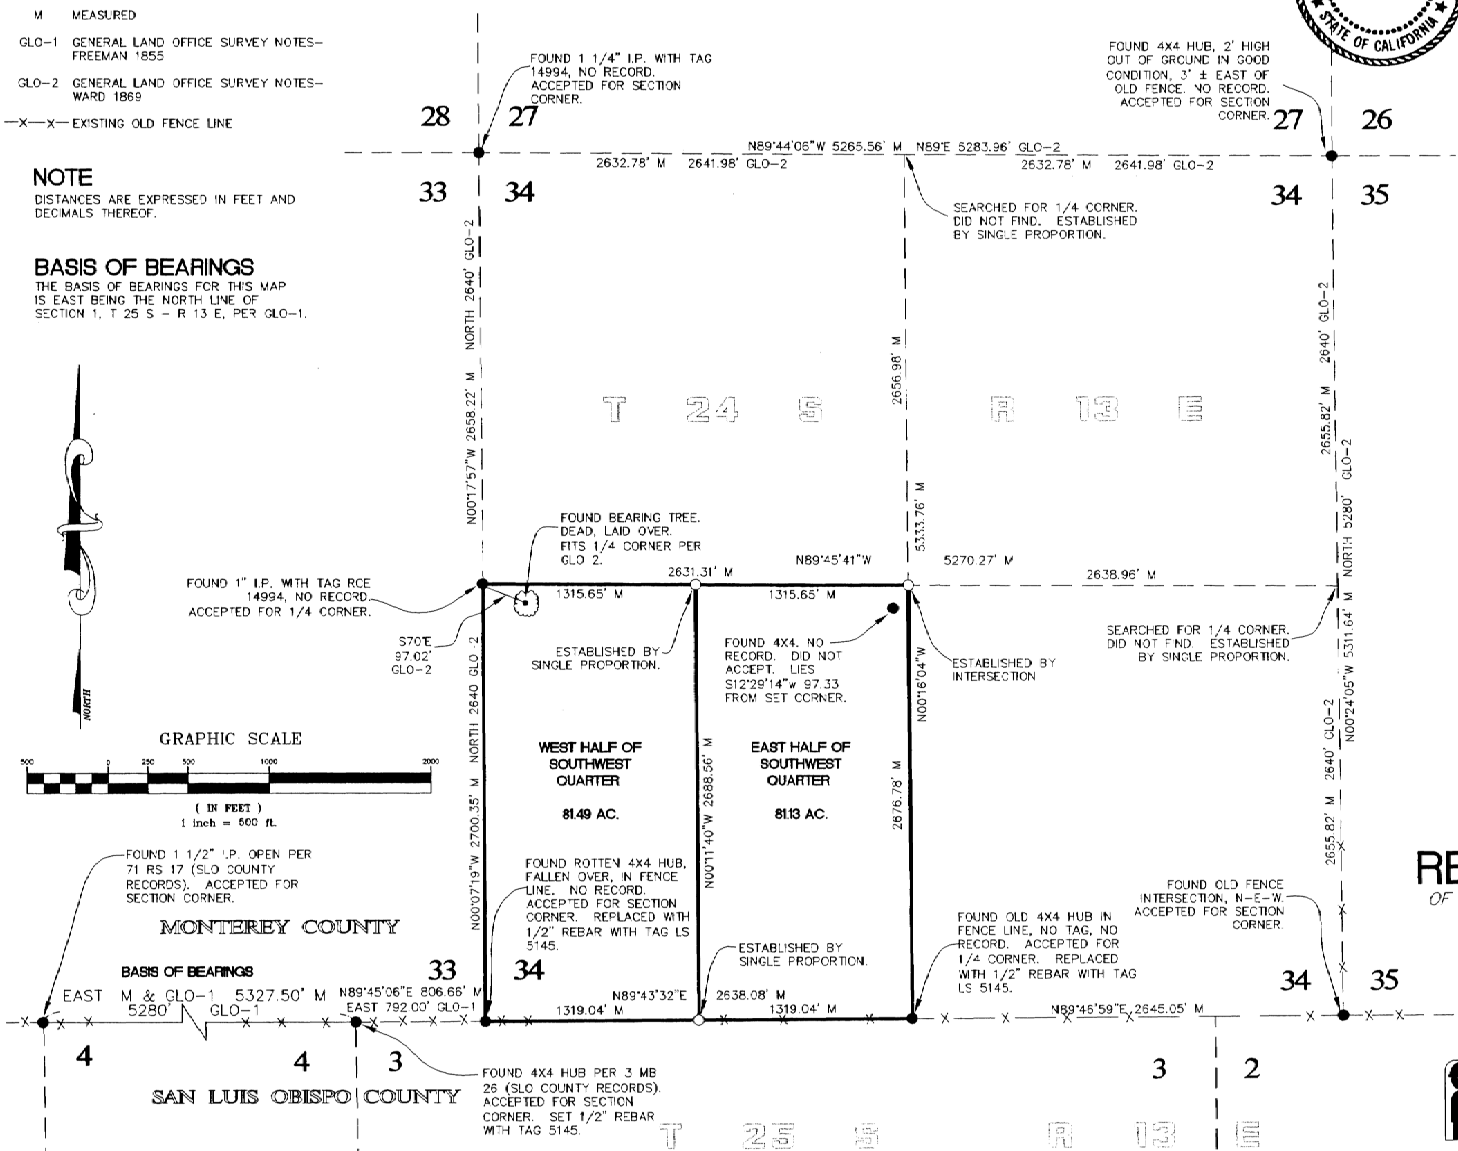 M MEASURED
GLO-1 GENERAL LAND OFFICE SURVEY NOTES-
FREEMAN 1855
GLO-2 GENERAL LAND OFFICE SURVEY NOTES-
WARD 1869
—X—X— EXISTING OLD FENCE LINE
NOTE
DISTANCES ARE EXPRESSED IN FEET AND
DECIMALS THEREOF.
BASIS OF BEARINGS
THE BASIS OF BEARINGS FOR THIS MAP
IS EAST BEING THE NORTH LINE OF
SECTION 1, T 25 S - R 13 E, PER GLO-1.
NORTH
GRAPHIC SCALE
500 0 250 500 1000 2000
( IN FEET )
1 inch = 500 ft.
STATE OF CALIFORNIA
FOUND 1 1/4" I.P. WITH TAG
14994, NO RECORD.
ACCEPTED FOR SECTION
CORNER.
FOUND 4X4 HUB, 2' HIGH
OUT OF GROUND IN GOOD
CONDITION, 3' ± EAST OF
OLD FENCE. NO RECORD.
ACCEPTED FOR SECTION
CORNER.
28 27
27 26
33 34
34 35
N89°44'06"W 5265.56' M N89°E 5283.96' GLO-2
2632.78' M 2641.98' GLO-2
2632.78' M 2641.98' GLO-2
SEARCHED FOR 1/4 CORNER.
DID NOT FIND. ESTABLISHED
BY SINGLE PROPORTION.
N00°17'57"W 2658.22' M NORTH 2640' GLO-2
2656.98' M
5333.76' M
2655.82' M 2640' GLO-2
N00°24'05"W 5311.64' M NORTH 5280' GLO-2
T 24 S R 13 E
FOUND BEARING TREE.
DEAD, LAID OVER.
FITS 1/4 CORNER PER
GLO 2.
FOUND 1" I.P. WITH TAG RCE
14994, NO RECORD.
ACCEPTED FOR 1/4 CORNER.
2631.31' M
N89°45'41"W 5270.27' M
2638.96' M
1315.65' M
1315.65' M
S70°E
97.02'
GLO-2
ESTABLISHED BY
SINGLE PROPORTION.
FOUND 4X4. NO
RECORD. DID NOT
ACCEPT. LIES
S12°29'14"W 97.33
FROM SET CORNER.
ESTABLISHED BY
INTERSECTION
SEARCHED FOR 1/4 CORNER.
DID NOT FIND. ESTABLISHED
BY SINGLE PROPORTION.
N00°07'19"W 2700.35' M NORTH 2640 GLO-2
N00°11'40"W 2688.56' M
N00°16'04"W
2676.78' M
2655.82' M 2640' GLO-2
WEST HALF OF
SOUTHWEST
QUARTER
81.49 AC.
EAST HALF OF
SOUTHWEST
QUARTER
81.13 AC.
FOUND 1 1/2" I.P. OPEN PER
71 RS 17 (SLO COUNTY
RECORDS). ACCEPTED FOR
SECTION CORNER.
FOUND ROTTEN 4X4 HUB,
FALLEN OVER, IN FENCE
LINE. NO RECORD.
ACCEPTED FOR SECTION
CORNER. REPLACED WITH
1/2" REBAR WITH TAG LS
5145.
ESTABLISHED BY
SINGLE PROPORTION.
FOUND OLD 4X4 HUB IN
FENCE LINE, NO TAG, NO
RECORD. ACCEPTED FOR
1/4 CORNER. REPLACED
WITH 1/2" REBAR WITH TAG
LS 5145.
FOUND OLD FENCE
INTERSECTION, N-E-W.
ACCEPTED FOR SECTION
CORNER.
RE
OF
MONTEREY COUNTY
BASIS OF BEARINGS
33 34
34 35
EAST M & GLO-1 5327.50' M
5280' GLO-1
N89°45'06"E 806.66' M
EAST 792.00' GLO-1
N89°43'32"E 2638.08' M
1319.04' M
1319.04' M
N89°46'59"E 2645.05' M
4 4 3
3 2
FOUND 4X4 HUB PER 3 MB
26 (SLO COUNTY RECORDS).
ACCEPTED FOR SECTION
CORNER. SET 1/2" REBAR
WITH TAG 5145.
SAN LUIS OBISPO COUNTY
T 25 S R 13 E